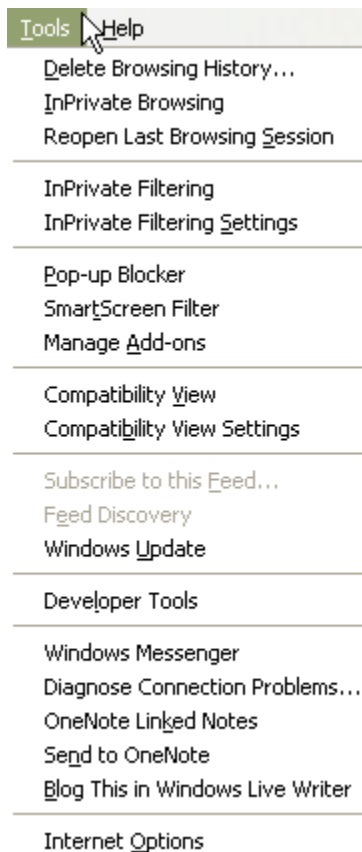 Tools Help
Delete Browsing History...
InPrivate Browsing
Reopen Last Browsing Session
InPrivate Filtering
InPrivate Filtering Settings
Pop-up Blocker
SmartScreen Filter
Manage Add-ons
Compatibility View
Compatibility View Settings
Subscribe to this Feed...
Feed Discovery
Windows Update
Developer Tools
Windows Messenger
Diagnose Connection Problems...
OneNote Linked Notes
Send to OneNote
Blog This in Windows Live Writer
Internet Options